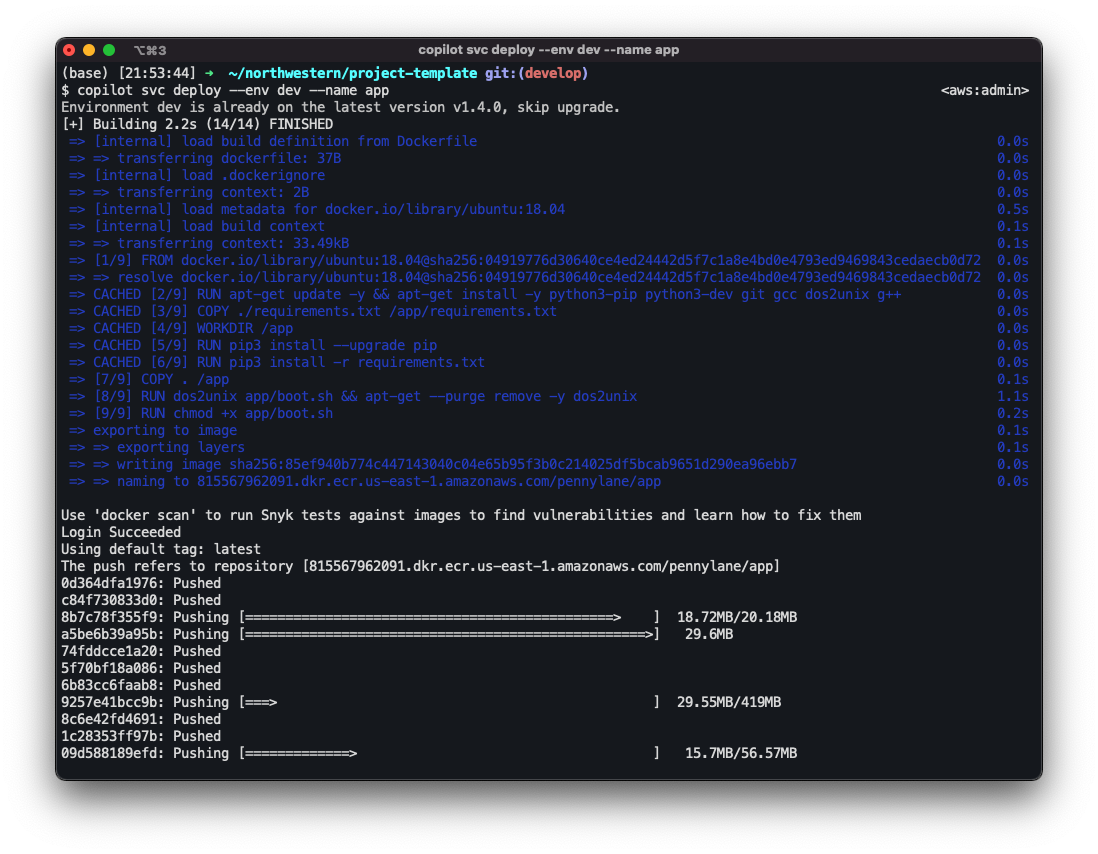 ⌥⌘3 copilot svc deploy --env dev --name app
(base) [21:53:44] → ~/northwestern/project-template git:(develop)
$ copilot svc deploy --env dev --name app <aws:admin>
Environment dev is already on the latest version v1.4.0, skip upgrade.
[+] Building 2.2s (14/14) FINISHED
=> [internal] load build definition from Dockerfile 0.0s
=> => transferring dockerfile: 37B 0.0s
=> [internal] load .dockerignore 0.0s
=> => transferring context: 2B 0.0s
=> [internal] load metadata for docker.io/library/ubuntu:18.04 0.5s
=> [internal] load build context 0.1s
=> => transferring context: 33.49kB 0.1s
=> [1/9] FROM docker.io/library/ubuntu:18.04@sha256:04919776d30640ce4ed24442d5f7c1a8e4bd0e4793ed9469843cedaecb0d72 0.0s
=> => resolve docker.io/library/ubuntu:18.04@sha256:04919776d30640ce4ed24442d5f7c1a8e4bd0e4793ed9469843cedaecb0d72 0.0s
=> CACHED [2/9] RUN apt-get update -y && apt-get install -y python3-pip python3-dev git gcc dos2unix g++ 0.0s
=> CACHED [3/9] COPY ./requirements.txt /app/requirements.txt 0.0s
=> CACHED [4/9] WORKDIR /app 0.0s
=> CACHED [5/9] RUN pip3 install --upgrade pip 0.0s
=> CACHED [6/9] RUN pip3 install -r requirements.txt 0.0s
=> [7/9] COPY . /app 0.1s
=> [8/9] RUN dos2unix app/boot.sh && apt-get --purge remove -y dos2unix 1.1s
=> [9/9] RUN chmod +x app/boot.sh 0.2s
=> exporting to image 0.1s
=> => exporting layers 0.1s
=> => writing image sha256:85ef940b774c447143040c04e65b95f3b0c214025df5bcab9651d290ea96ebb7 0.0s
=> => naming to 815567962091.dkr.ecr.us-east-1.amazonaws.com/pennylane/app 0.0s
Use 'docker scan' to run Snyk tests against images to find vulnerabilities and learn how to fix them
Login Succeeded
Using default tag: latest
The push refers to repository [815567962091.dkr.ecr.us-east-1.amazonaws.com/pennylane/app]
0d364dfa1976: Pushed
c84f730833d0: Pushed
8b7c78f355f9: Pushing [==============================================>    ] 18.72MB/20.18MB
a5be6b39a95b: Pushing [==================================================>] 29.6MB
74fddcce1a20: Pushed
5f70bf18a086: Pushed
6b83cc6faab8: Pushed
9257e41bcc9b: Pushing [===>                                               ] 29.55MB/419MB
8c6e42fd4691: Pushed
1c28353ff97b: Pushed
09d588189efd: Pushing [=============>                                     ] 15.7MB/56.57MB